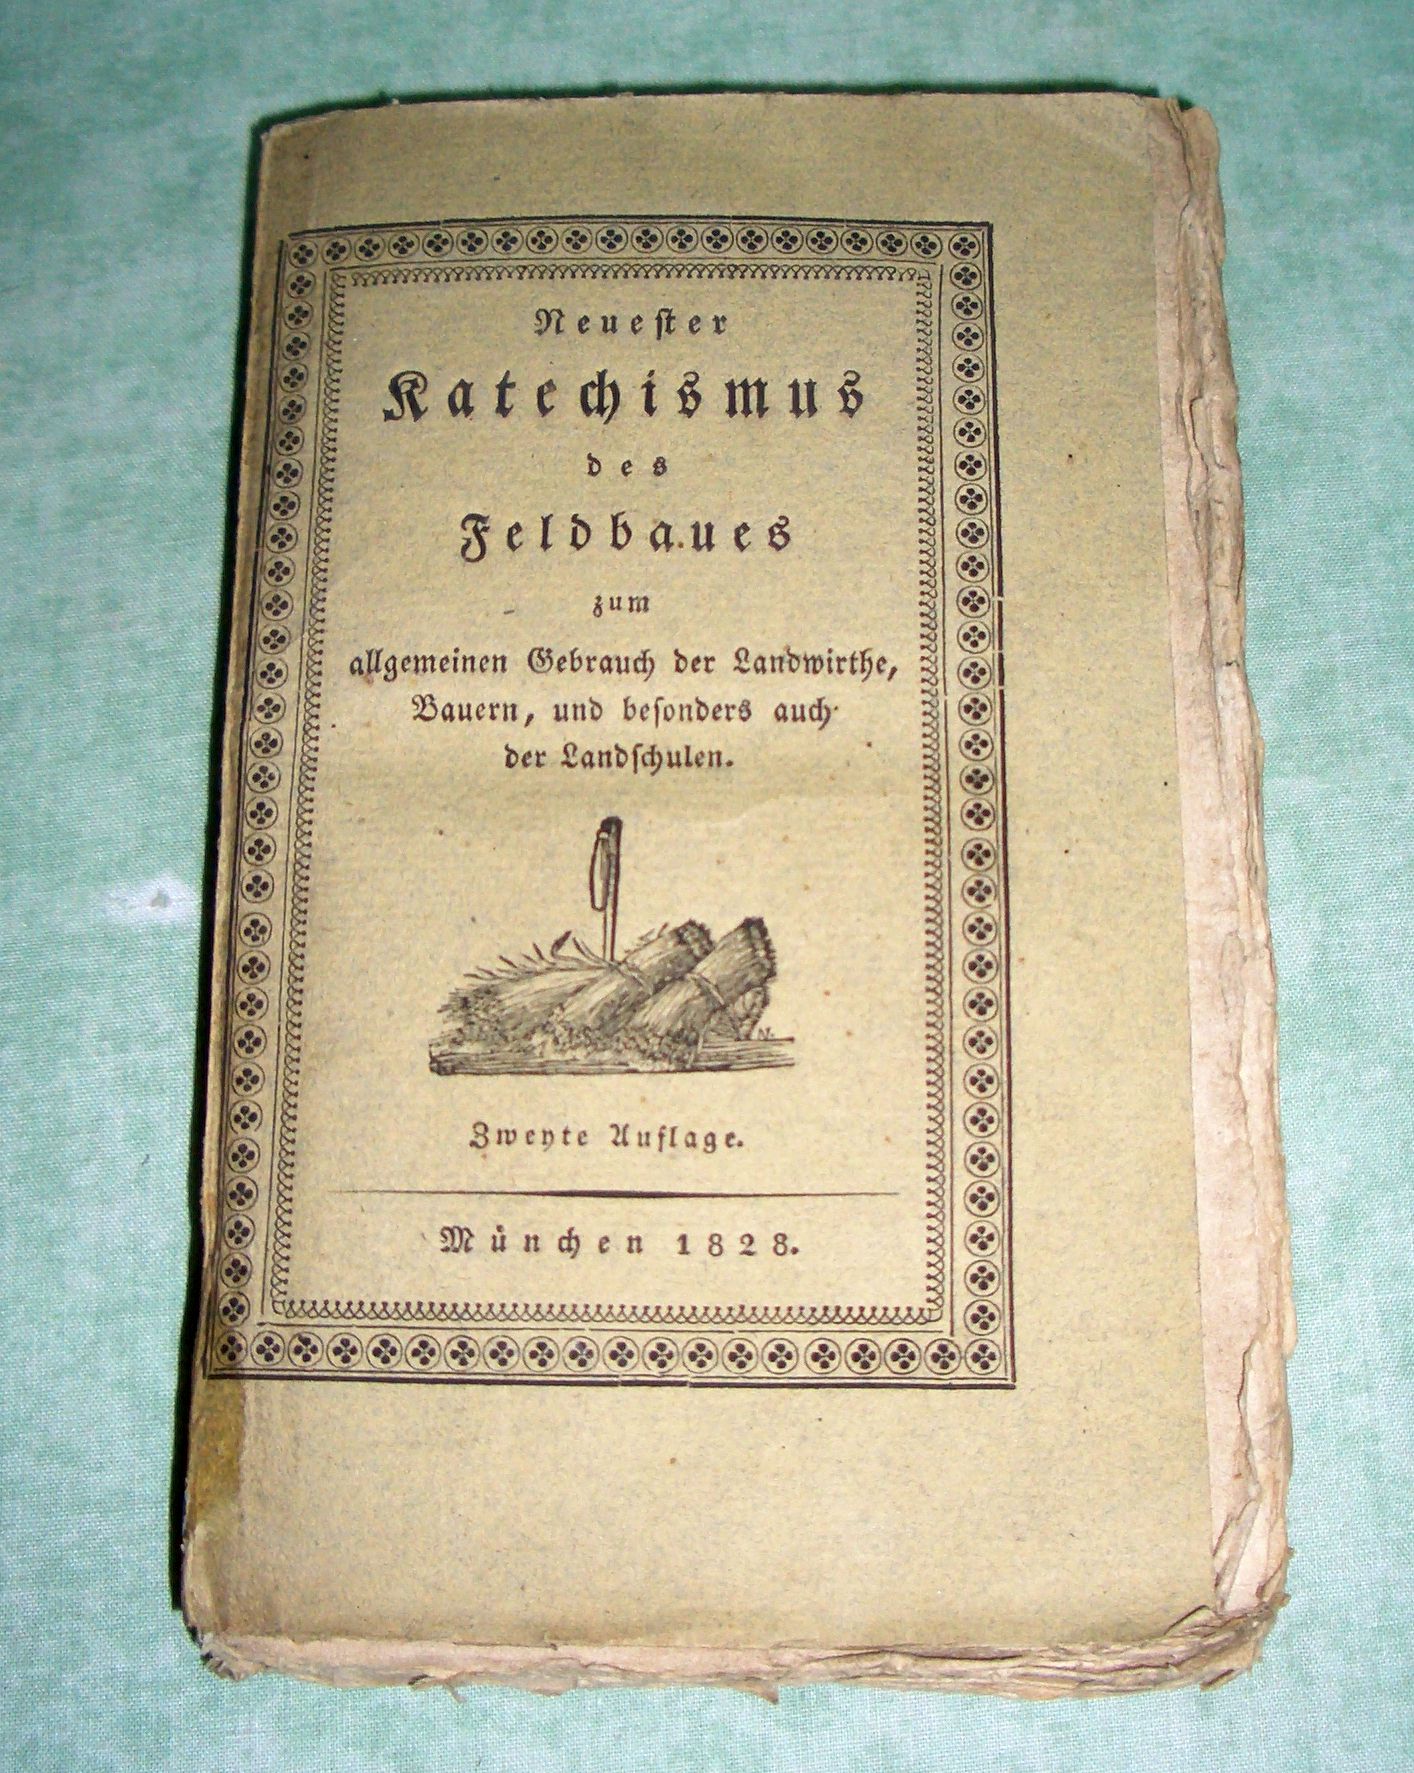 Neueſter
Katechismus
des
Feldbaues
zum
allgemeinen Gebrauch der Landwirthe,
Bauern, und beſonders auch
der Landſchulen.
N.
Zweyte Auflage.
München 1828.